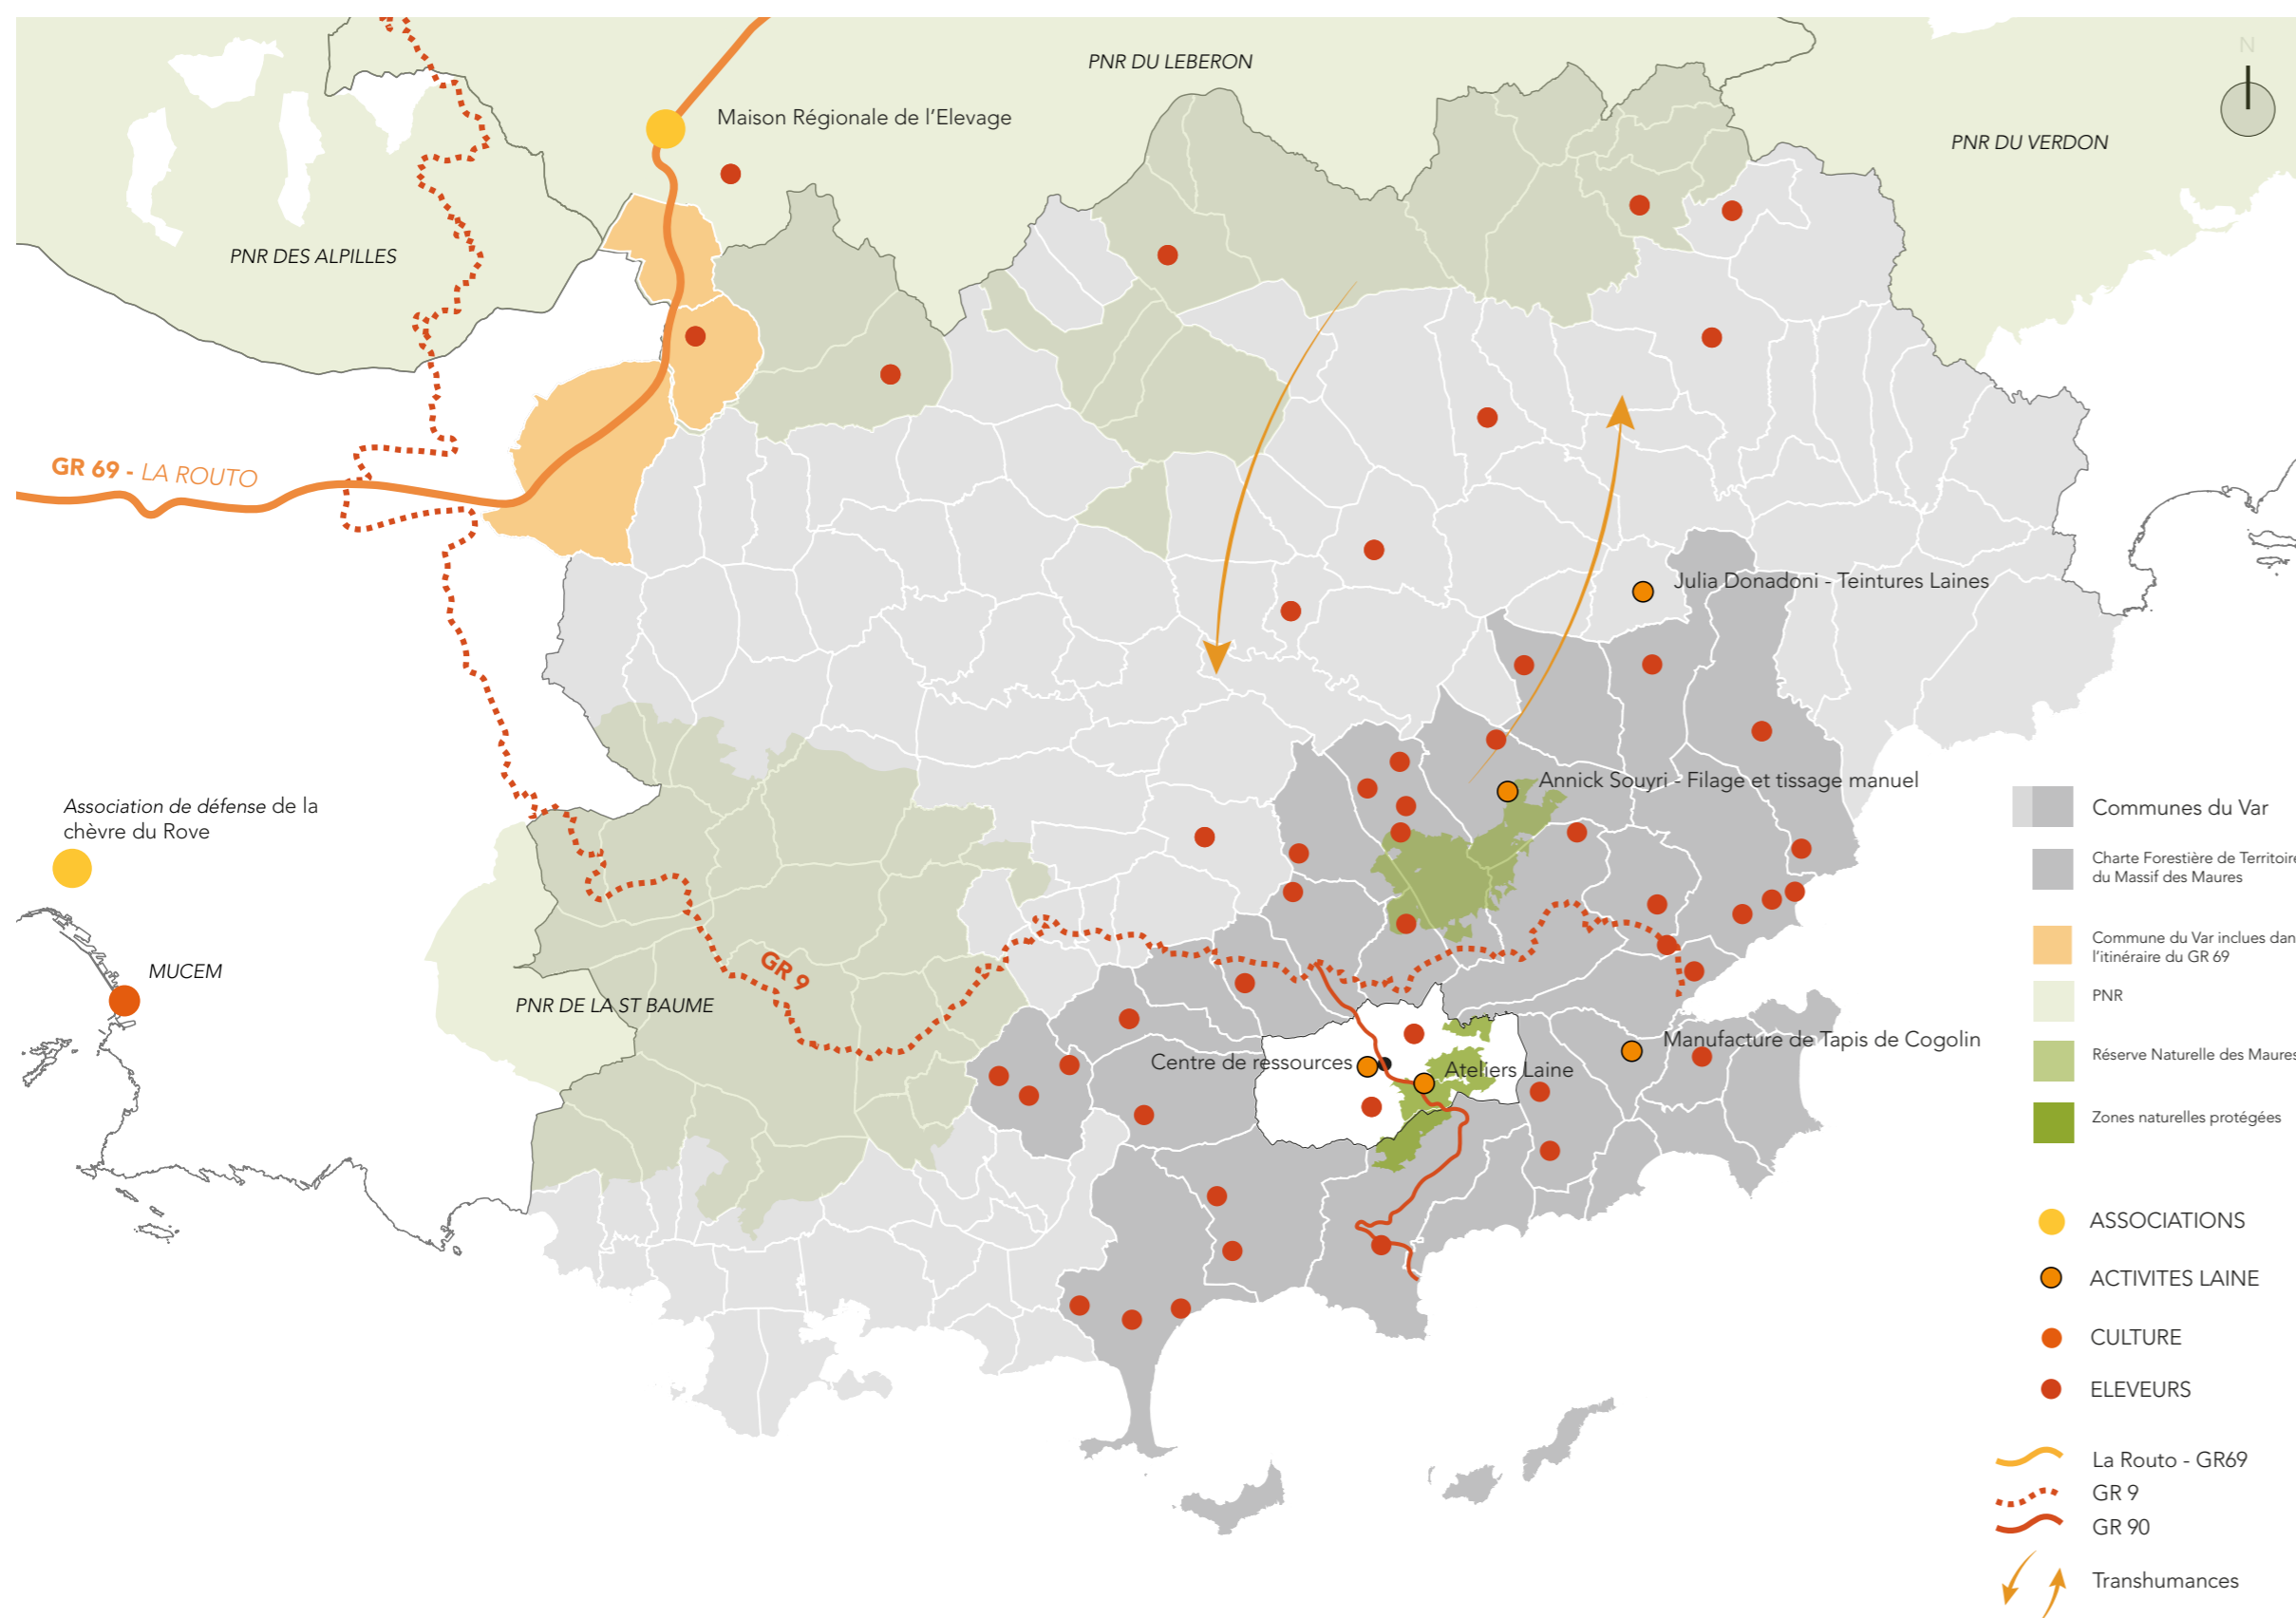 PNR DU LEBERON
N
Maison Régionale de l'Elevage
PNR DU VERDON
PNR DES ALPILLES
GR 69 - LA ROUTO
Julia Donadoni - Teintures Laines
Annick Souyri - Filage et tissage manuel
Association de défense de la
chèvre du Rove
MUCEM
GR 9
PNR DE LA ST BAUME
Centre de ressources
Ateliers Laine
Manufacture de Tapis de Cogolin
Communes du Var
Charte Forestière de Territoire
du Massif des Maures
Commune du Var inclues dan
l'itinéraire du GR 69
PNR
Réserve Naturelle des Maures
Zones naturelles protégées
ASSOCIATIONS
ACTIVITES LAINE
CULTURE
ELEVEURS
La Routo - GR69
GR 9
GR 90
Transhumances